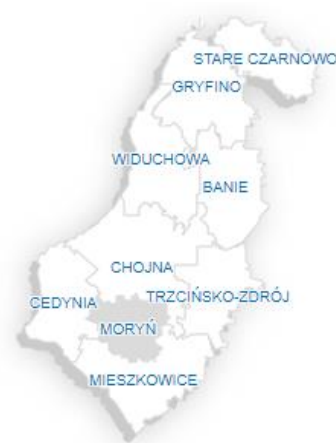 STARE CZARNOWO
GRYFINO
WIDUCHOWA
BANIE
CHOJNA
CEDYNIA
TRZCIŃSKO-ZDRÓJ
MORYŃ
MIESZKOWICE